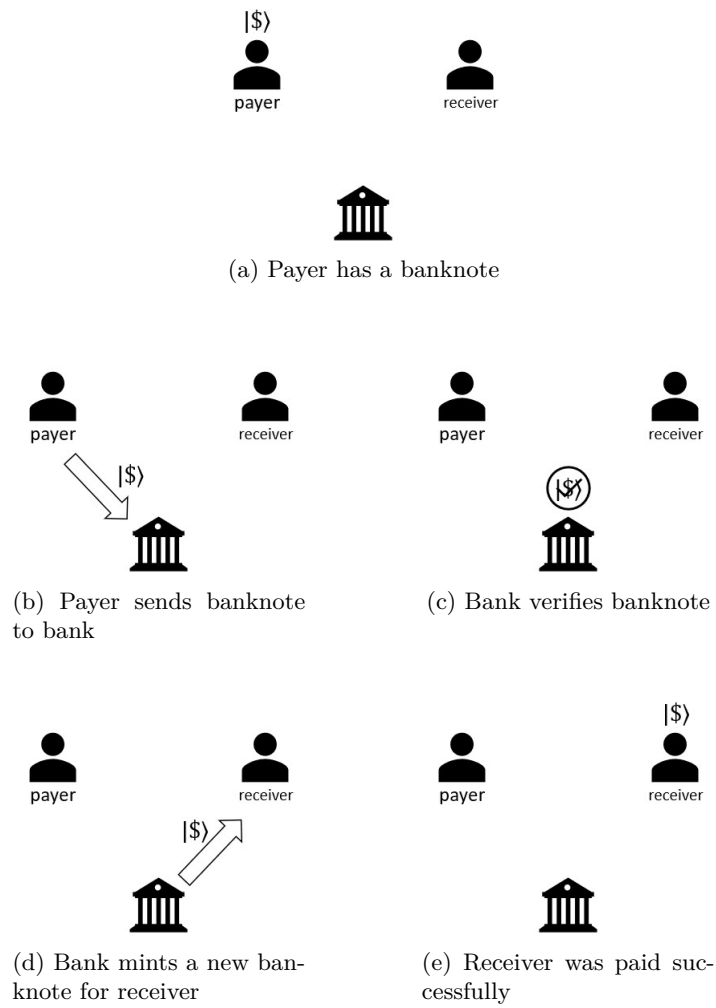 |$⟩
payer
receiver
(a) Payer has a banknote
payer
receiver
|$⟩
(b) Payer sends banknote
to bank
payer
receiver
|$⟩
(c) Bank verifies banknote
payer
receiver
|$⟩
(d) Bank mints a new ban-
knote for receiver
|$⟩
payer
receiver
(e) Receiver was paid suc-
cessfully